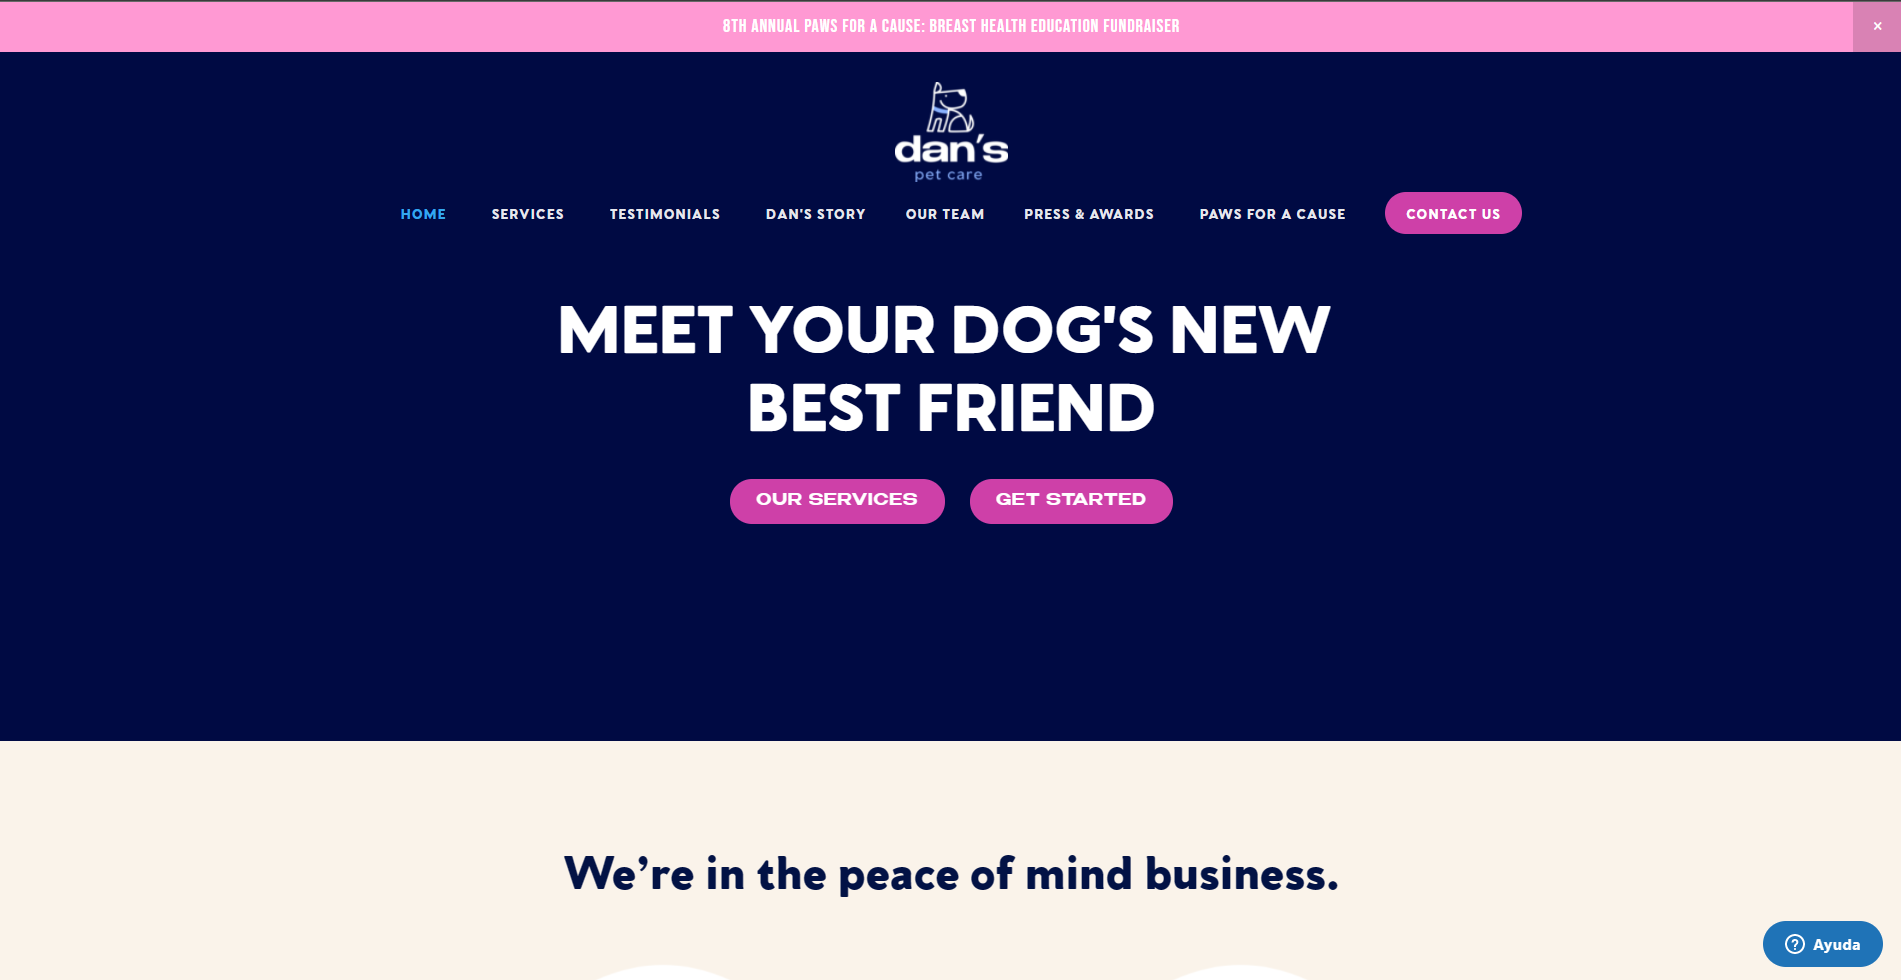 8TH ANNUAL PAWS FOR A CAUSE: BREAST HEALTH EDUCATION FUNDRAISER
×
dan's
pet care
HOME SERVICES TESTIMONIALS DAN'S STORY OUR TEAM PRESS & AWARDS PAWS FOR A CAUSE CONTACT US
MEET YOUR DOG'S NEW
BEST FRIEND
OUR SERVICES GET STARTED
We’re in the peace of mind business.
? Ayuda